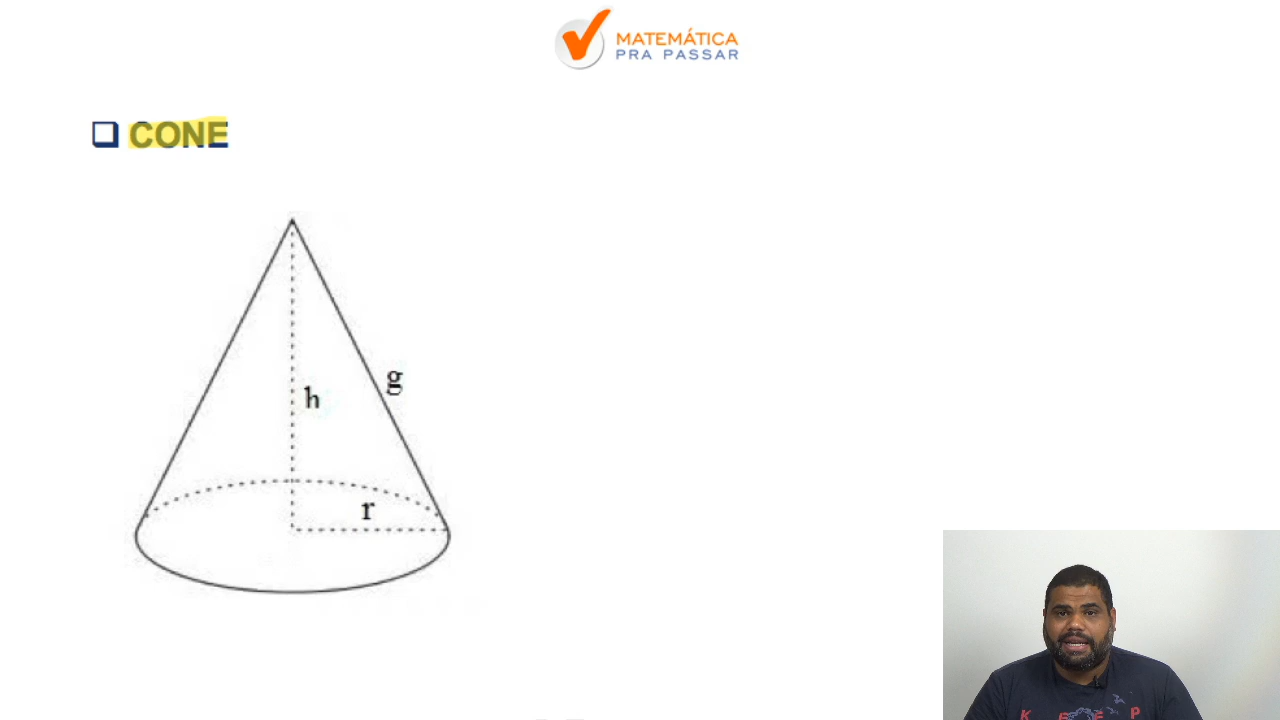 MATEMÁTICA
PRA PASSAR
CONE
g
h
r
K E E P